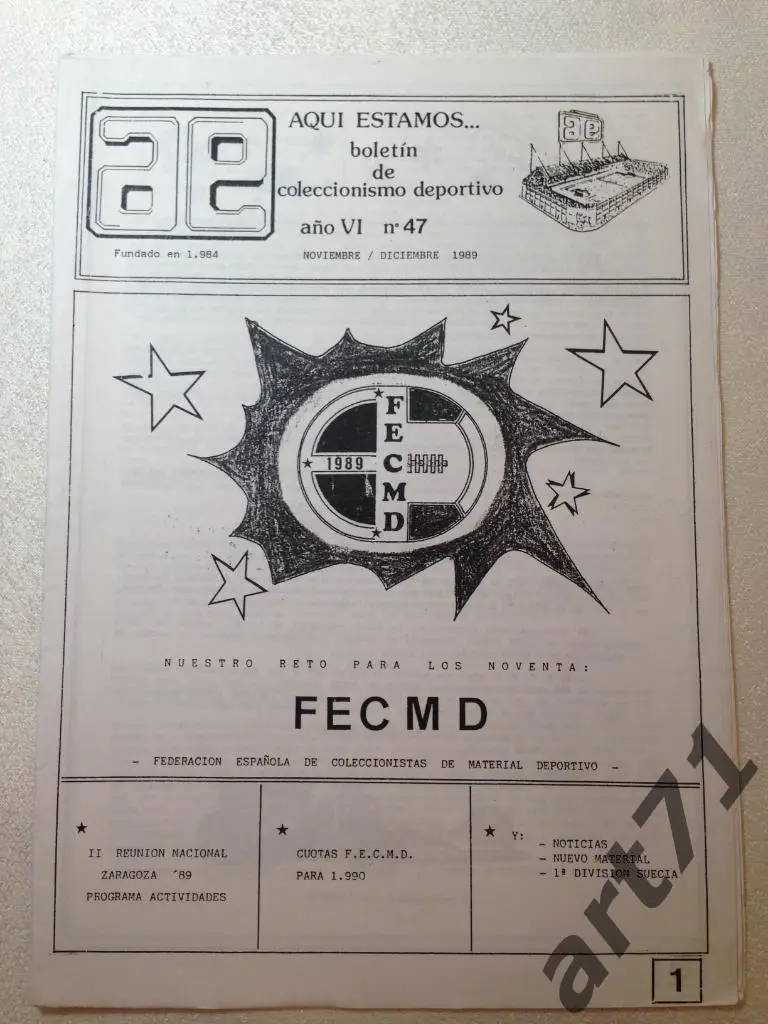 ae
AQUI ESTAMOS...
boletín
de
coleccionismo deportivo
año VI nº 47
Fundado en 1.984
NOVIEMBRE / DICIEMBRE 1989
ae
FECMD
1989
NUESTRO RETO PARA LOS NOVENTA:
FECMD
- FEDERACION ESPAÑOLA DE COLECCIONISTAS DE MATERIAL DEPORTIVO -
II REUNION NACIONAL
ZARAGOZA ´89
PROGRAMA ACTIVIDADES
CUOTAS F.E.C.M.D.
PARA 1.990
Y:
- NOTICIAS
- NUEVO MATERIAL
- 1ª DIVISION SUECIA
1
art71